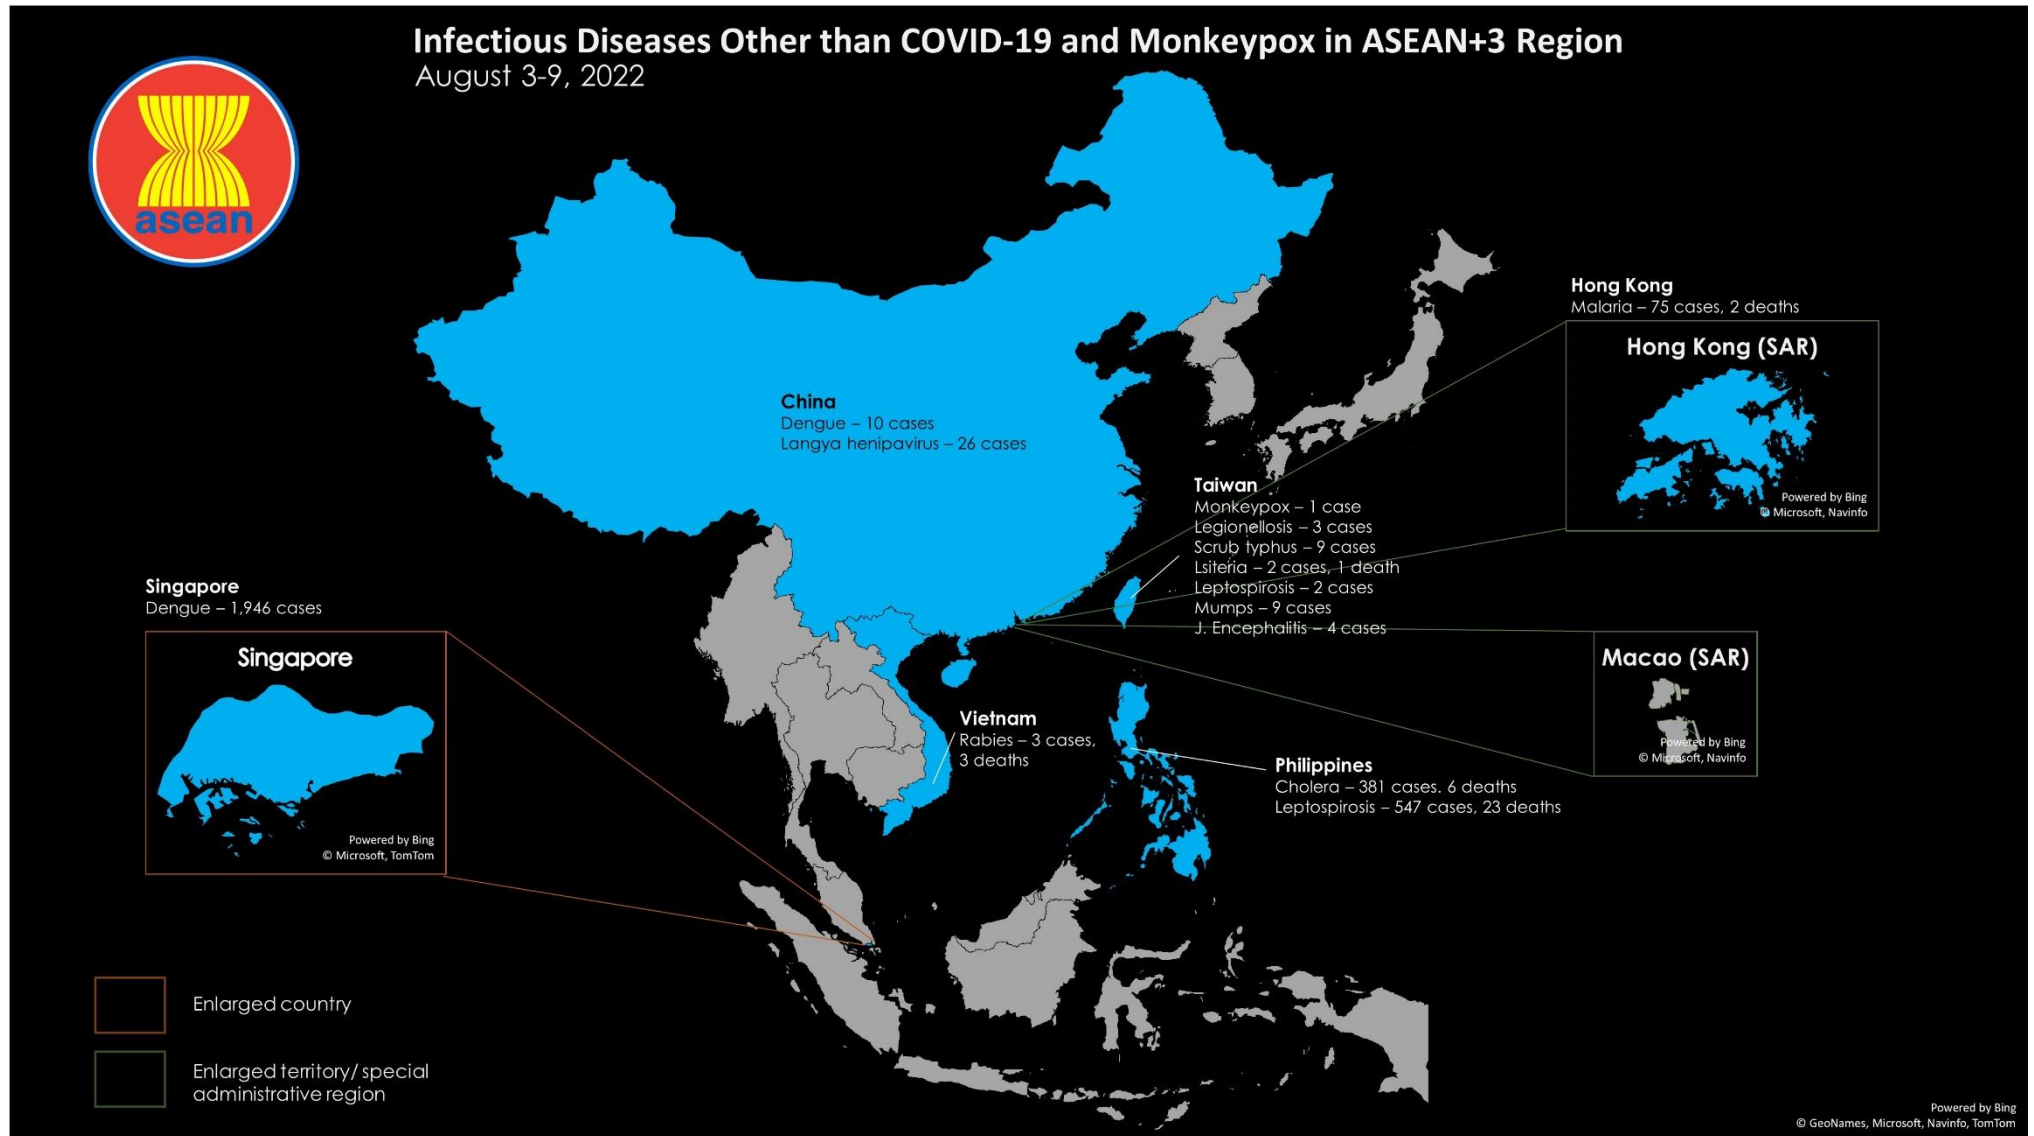 Infectious Diseases Other than COVID-19 and Monkeypox in ASEAN+3 Region
August 3-9, 2022
asean
Hong Kong
Malaria – 75 cases, 2 deaths
Hong Kong (SAR)
Powered by Bing
© Microsoft, Navinfo
China
Dengue – 10 cases
Langya henipavirus – 26 cases
Taiwan
Monkeypox – 1 case
Legionellosis – 3 cases
Scrub typhus – 9 cases
Lsiteria – 2 cases, 1 death
Leptospirosis – 2 cases
Mumps – 9 cases
J. Encephalitis – 4 cases
Singapore
Dengue – 1,946 cases
Singapore
Powered by Bing
© Microsoft, TomTom
Macao (SAR)
Powered by Bing
© Microsoft, Navinfo
Vietnam
Rabies – 3 cases,
3 deaths
Philippines
Cholera – 381 cases. 6 deaths
Leptospirosis – 547 cases, 23 deaths
Enlarged country
Enlarged territory/ special
administrative region
Powered by Bing
© GeoNames, Microsoft, Navinfo, TomTom